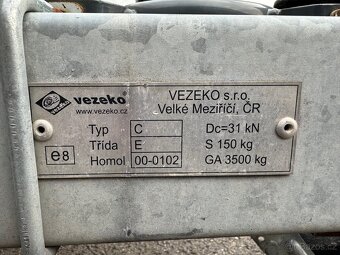 vezeko
www.vezeko.cz
VEZEKO s.r.o.
Velké Meziříčí, ČR
Typ C Dc=31 kN
e8 Třída E S 150 kg
Homol 00-0102 GA 3500 kg